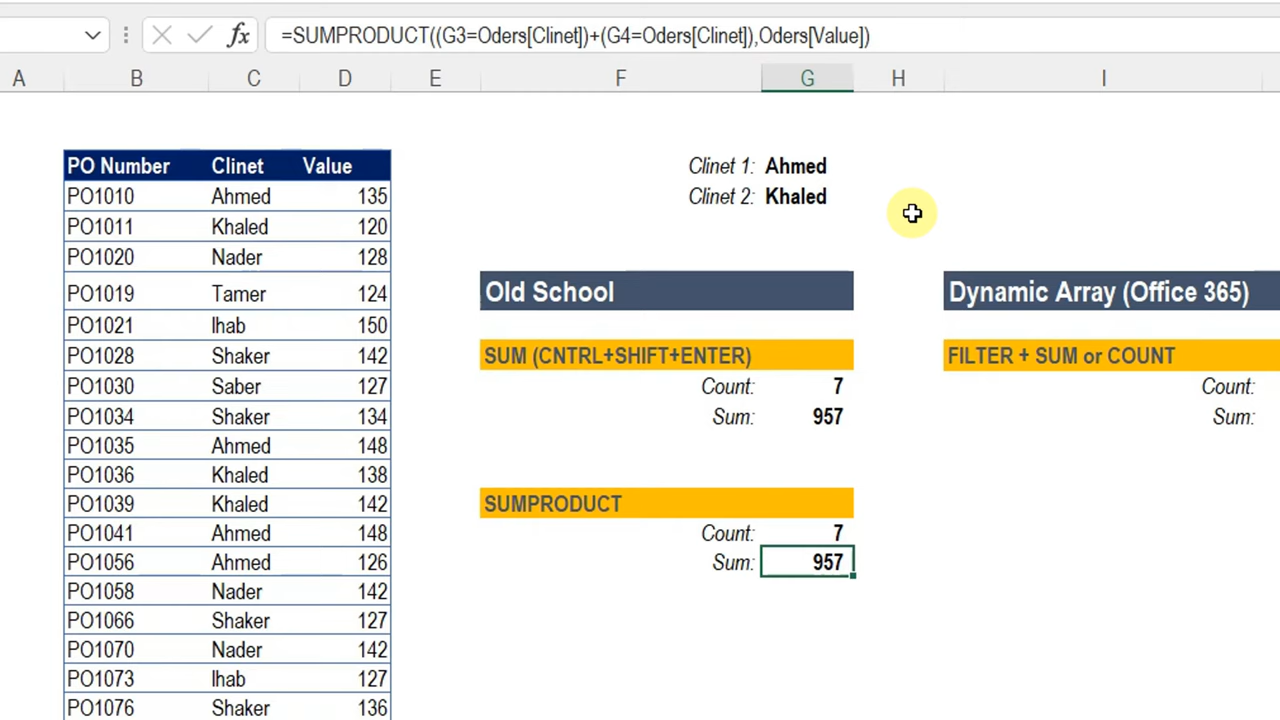 fx =SUMPRODUCT((G3=Oders[Clinet])+(G4=Oders[Clinet]),Oders[Value])
A B C D E F G H I
PO Number Clinet Value
PO1010 Ahmed 135
PO1011 Khaled 120
PO1020 Nader 128
PO1019 Tamer 124
PO1021 Ihab 150
PO1028 Shaker 142
PO1030 Saber 127
PO1034 Shaker 134
PO1035 Ahmed 148
PO1036 Khaled 138
PO1039 Khaled 142
PO1041 Ahmed 148
PO1056 Ahmed 126
PO1058 Nader 142
PO1066 Shaker 127
PO1070 Nader 142
PO1073 Ihab 127
PO1076 Shaker 136
Clinet 1: Ahmed
Clinet 2: Khaled
Old School
SUM (CNTRL+SHIFT+ENTER)
Count: 7
Sum: 957
SUMPRODUCT
Count: 7
Sum: 957
Dynamic Array (Office 365)
FILTER + SUM or COUNT
Count:
Sum: